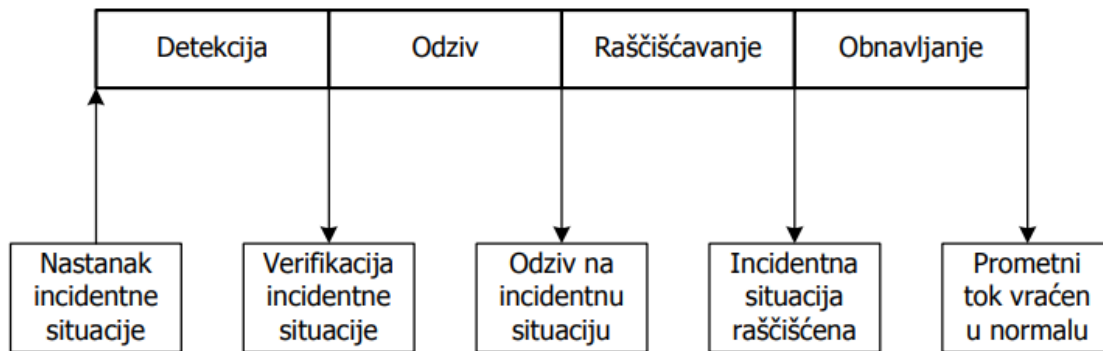 Detekcija
Odziv
Raščišćavanje
Obnavljanje
Nastanak
incidentne
situacije
Verifikacija
incidentne
situacije
Odziv na
incidentnu
situaciju
Incidentna
situacija
raščišćena
Prometni
tok vraćen
u normalu